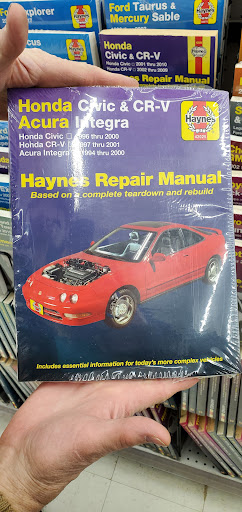 Explorer
Haynes
Ford Taurus &
Mercury Sable
Haynes
Focus
Honda
Civic & CR-V
Honda Civic 2001 thru 2010
Honda CR-V 2002 thru 2009
Haynes
Repair Manual
Honda Civic & CR-V
Acura Integra
Honda Civic 1996 thru 2000
Honda CR-V 1997 thru 2001
Acura Integra 1994 thru 2000
Haynes
42025
Haynes Repair Manual
Based on a complete teardown and rebuild
Includes essential information for today's more complex vehicles